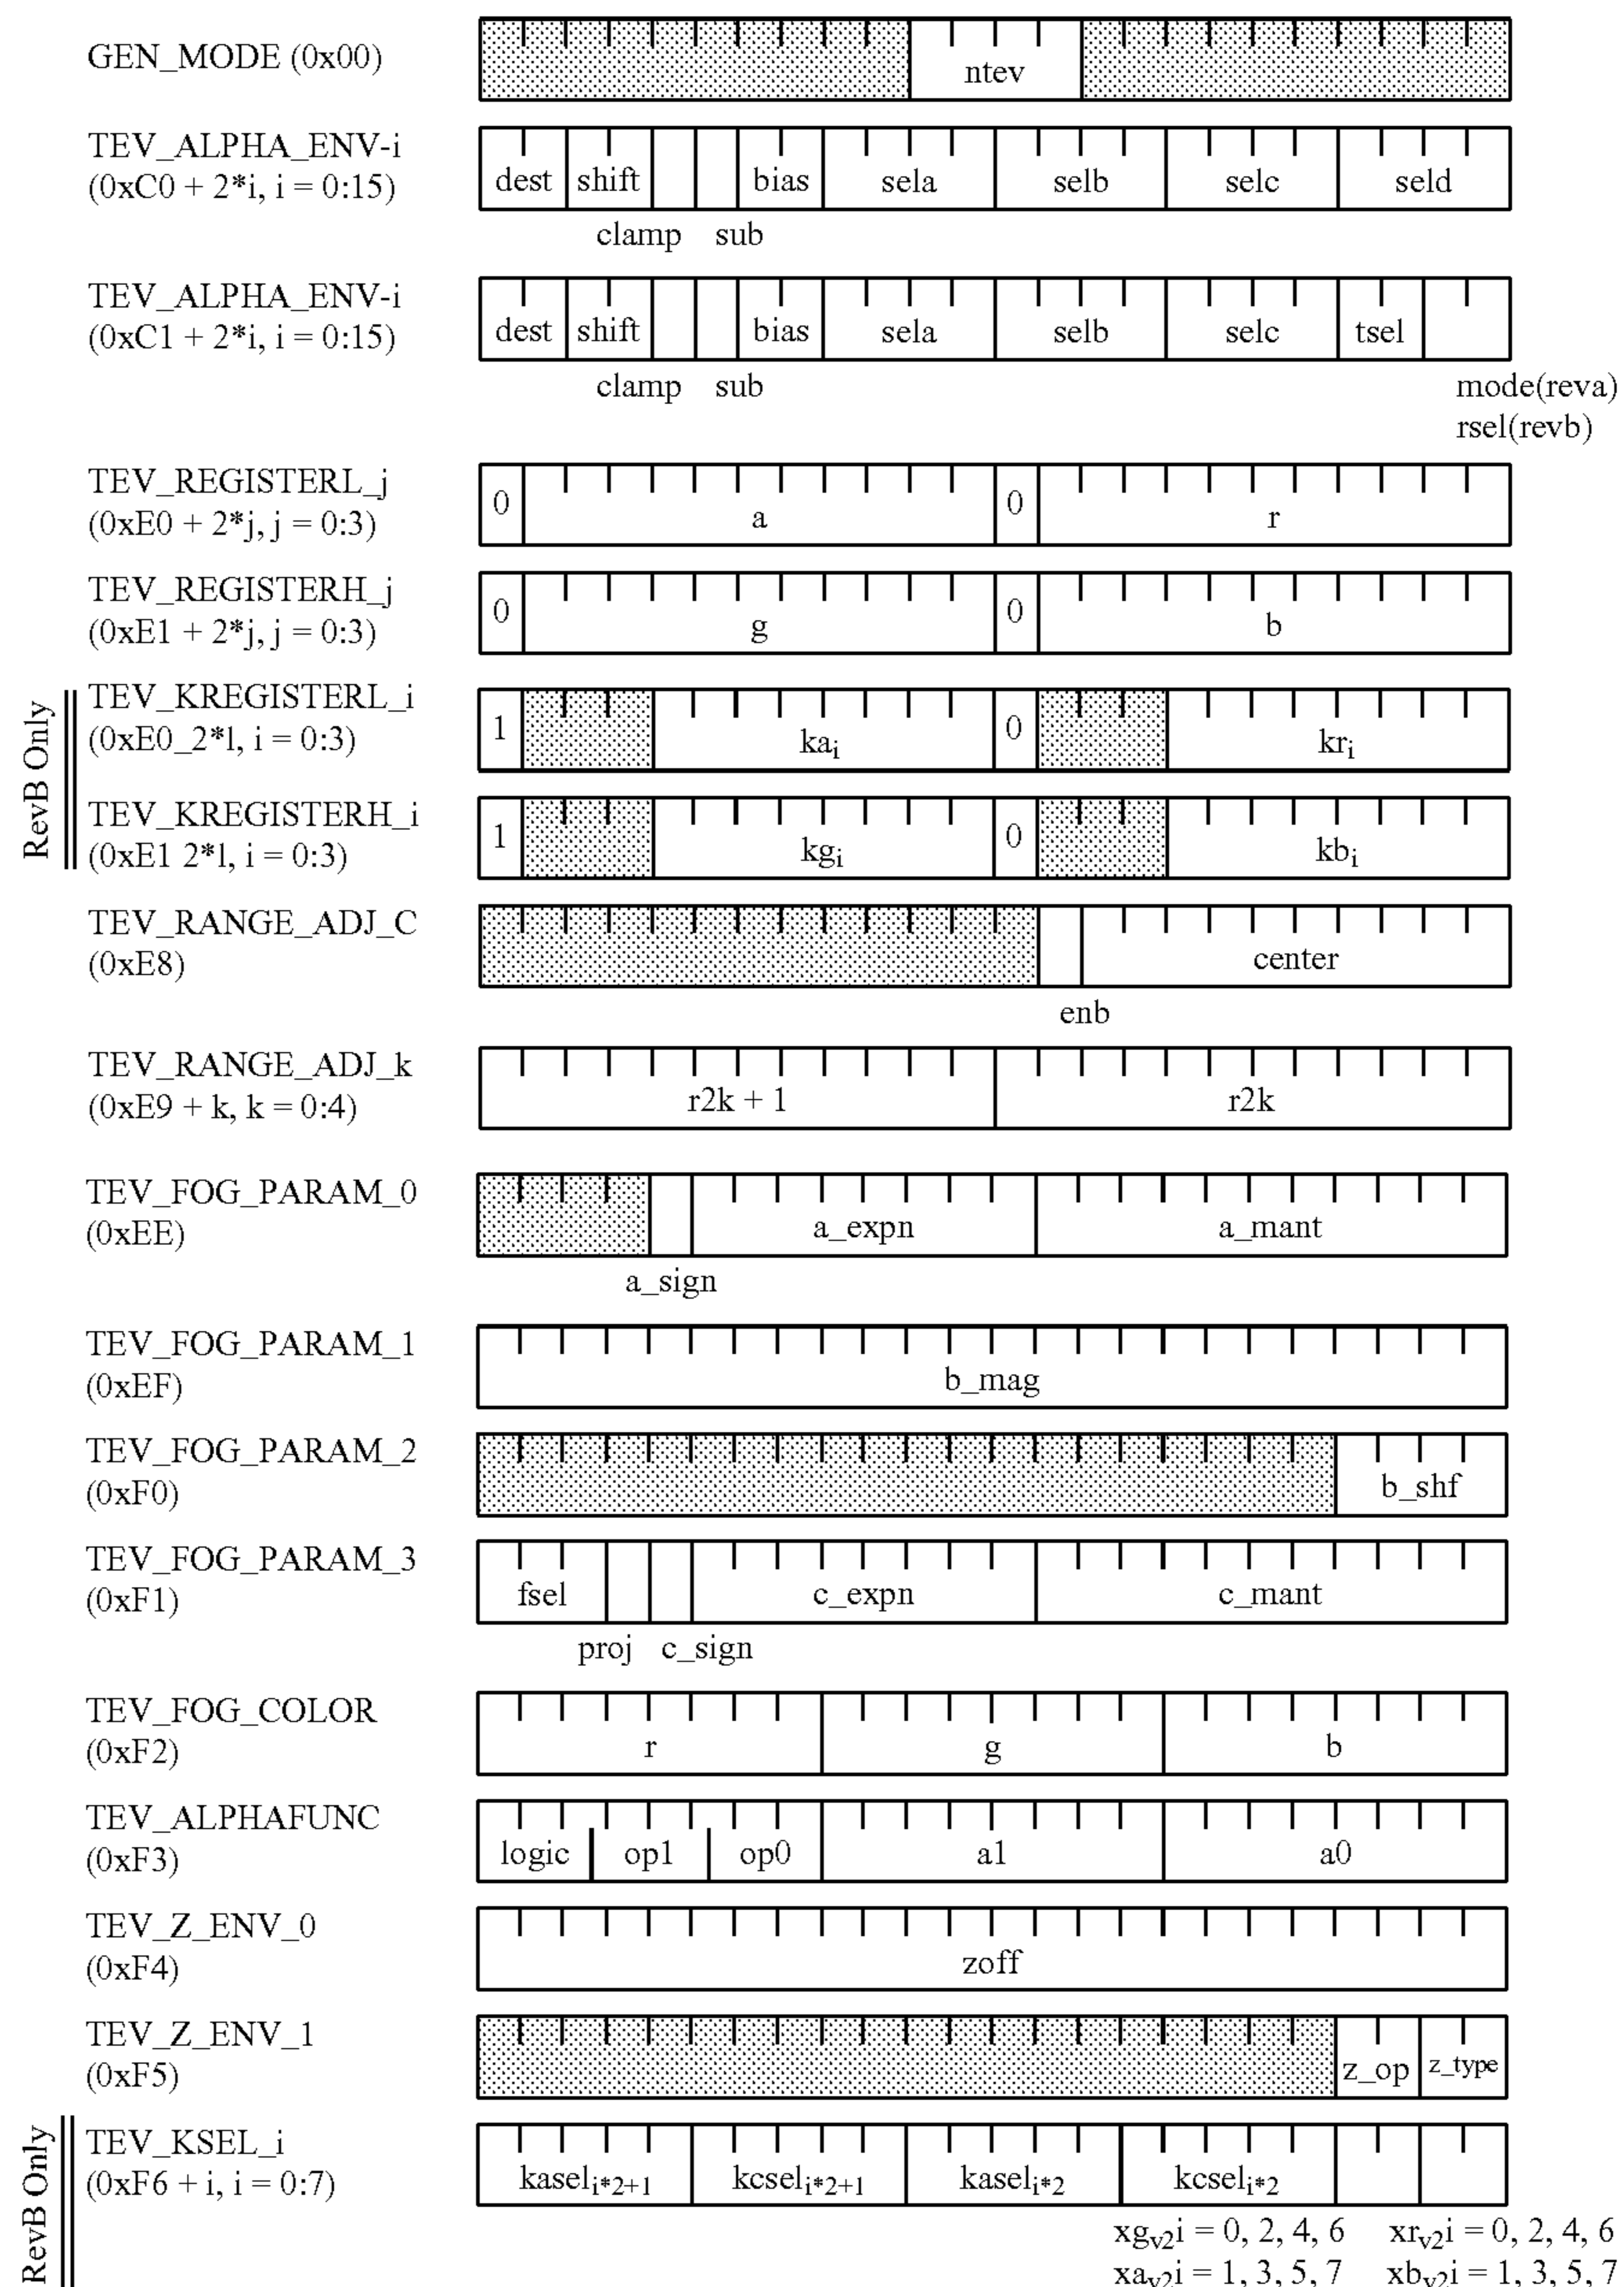 GEN_MODE (0x00)
ntev
TEV_ALPHA_ENV-i
(0xC0 + 2*i, i = 0:15)
dest shift bias sela selb selc seld
clamp sub
TEV_ALPHA_ENV-i
(0xC1 + 2*i, i = 0:15)
dest shift bias sela selb selc tsel
clamp sub mode(reva)
rsel(revb)
TEV_REGISTERL_j
(0xE0 + 2*j, j = 0:3)
0 a 0 r
TEV_REGISTERH_j
(0xE1 + 2*j, j = 0:3)
0 g 0 b
RevB Only
TEV_KREGISTERL_i
(0xE0_2*l, i = 0:3)
1 kai 0 kri
TEV_KREGISTERH_i
(0xE1 2*l, i = 0:3)
1 kgi 0 kbi
TEV_RANGE_ADJ_C
(0xE8)
center
enb
TEV_RANGE_ADJ_k
(0xE9 + k, k = 0:4)
r2k + 1 r2k
TEV_FOG_PARAM_0
(0xEE)
a_expn a_mant
a_sign
TEV_FOG_PARAM_1
(0xEF)
b_mag
TEV_FOG_PARAM_2
(0xF0)
b_shf
TEV_FOG_PARAM_3
(0xF1)
fsel c_expn c_mant
proj c_sign
TEV_FOG_COLOR
(0xF2)
r g b
TEV_ALPHAFUNC
(0xF3)
logic op1 op0 a1 a0
TEV_Z_ENV_0
(0xF4)
zoff
TEV_Z_ENV_1
(0xF5)
z_op z_type
RevB Only
TEV_KSEL_i
(0xF6 + i, i = 0:7)
kaseli*2+1 kcseli*2+1 kaseli*2 kcseli*2
xgv2i = 0, 2, 4, 6 xrv2i = 0, 2, 4, 6
xav2i = 1, 3, 5, 7 xbv2i = 1, 3, 5, 7